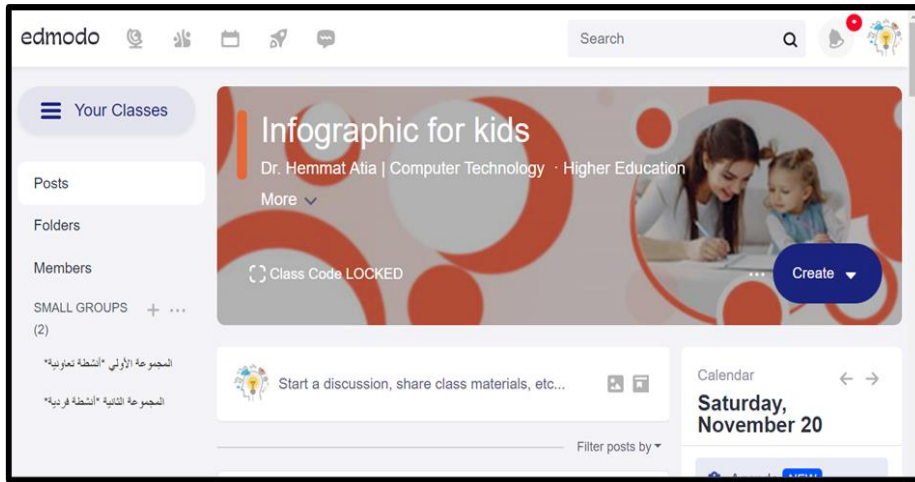 edmodo
Search
Your Classes
Posts
Folders
Members
SMALL GROUPS
(2)
المجموعة الأولي *أنشطة تعاونية*
المجموعة الثانية *أنشطة فردية*
Infographic for kids
Dr. Hemmat Atia | Computer Technology · Higher Education
More
Class Code LOCKED
Create
Start a discussion, share class materials, etc...
Filter posts by
Calendar
Saturday,
November 20
NEW